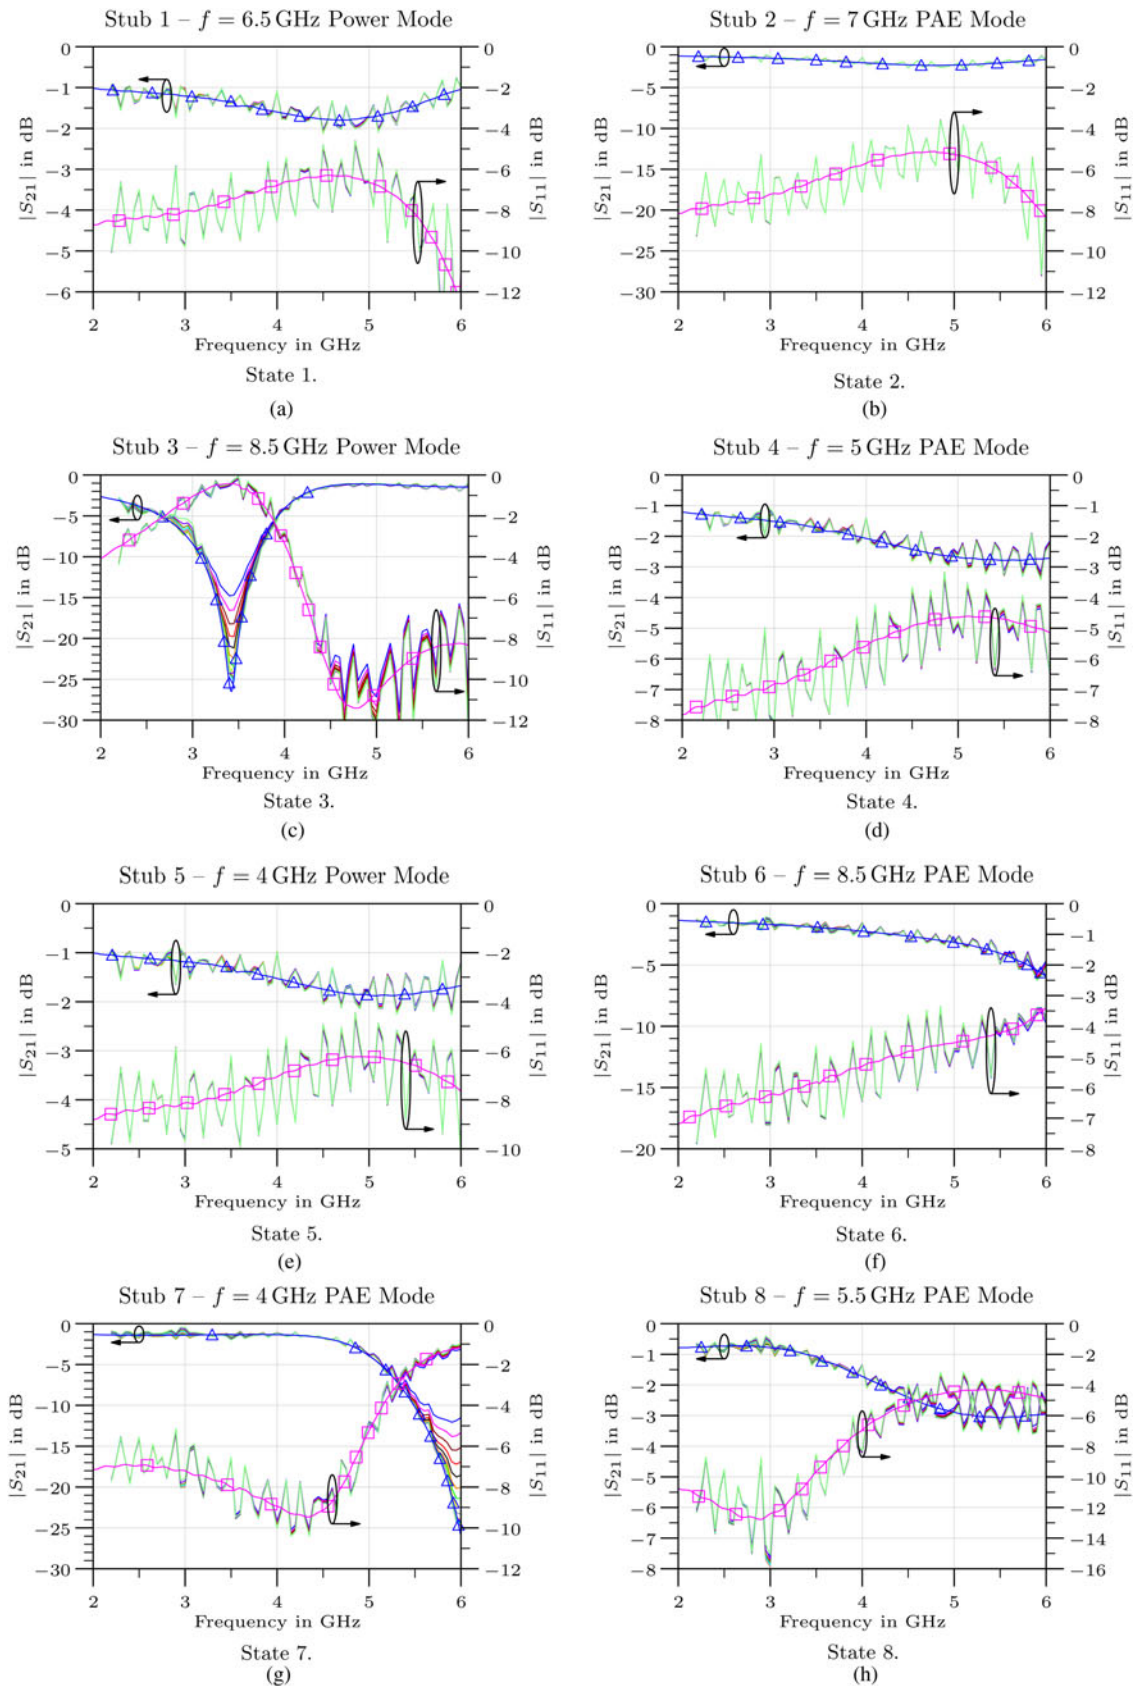 Stub 1 – f = 6.5 GHz Power Mode
0
−1
−2
−3
−4
−5
−6
|S21| in dB
0
−2
−4
−6
−8
−10
−12
|S11| in dB
2 3 4 5 6
Frequency in GHz
State 1.
(a)
Stub 2 – f = 7 GHz PAE Mode
0
−5
−10
−15
−20
−25
−30
|S21| in dB
0
−2
−4
−6
−8
−10
−12
|S11| in dB
2 3 4 5 6
Frequency in GHz
State 2.
(b)
Stub 3 – f = 8.5 GHz Power Mode
0
−5
−10
−15
−20
−25
−30
|S21| in dB
0
−2
−4
−6
−8
−10
−12
|S11| in dB
2 3 4 5 6
Frequency in GHz
State 3.
(c)
Stub 4 – f = 5 GHz PAE Mode
0
−1
−2
−3
−4
−5
−6
−7
−8
|S21| in dB
0
−1
−2
−3
−4
−5
−6
−7
−8
|S11| in dB
2 3 4 5 6
Frequency in GHz
State 4.
(d)
Stub 5 – f = 4 GHz Power Mode
0
−1
−2
−3
−4
−5
|S21| in dB
0
−2
−4
−6
−8
−10
|S11| in dB
2 3 4 5 6
Frequency in GHz
State 5.
(e)
Stub 6 – f = 8.5 GHz PAE Mode
0
−5
−10
−15
−20
|S21| in dB
0
−1
−2
−3
−4
−5
−6
−7
−8
|S11| in dB
2 3 4 5 6
Frequency in GHz
State 6.
(f)
Stub 7 – f = 4 GHz PAE Mode
0
−5
−10
−15
−20
−25
−30
|S21| in dB
0
−2
−4
−6
−8
−10
−12
|S11| in dB
2 3 4 5 6
Frequency in GHz
State 7.
(g)
Stub 8 – f = 5.5 GHz PAE Mode
0
−1
−2
−3
−4
−5
−6
−7
−8
|S21| in dB
0
−2
−4
−6
−8
−10
−12
−14
−16
|S11| in dB
2 3 4 5 6
Frequency in GHz
State 8.
(h)